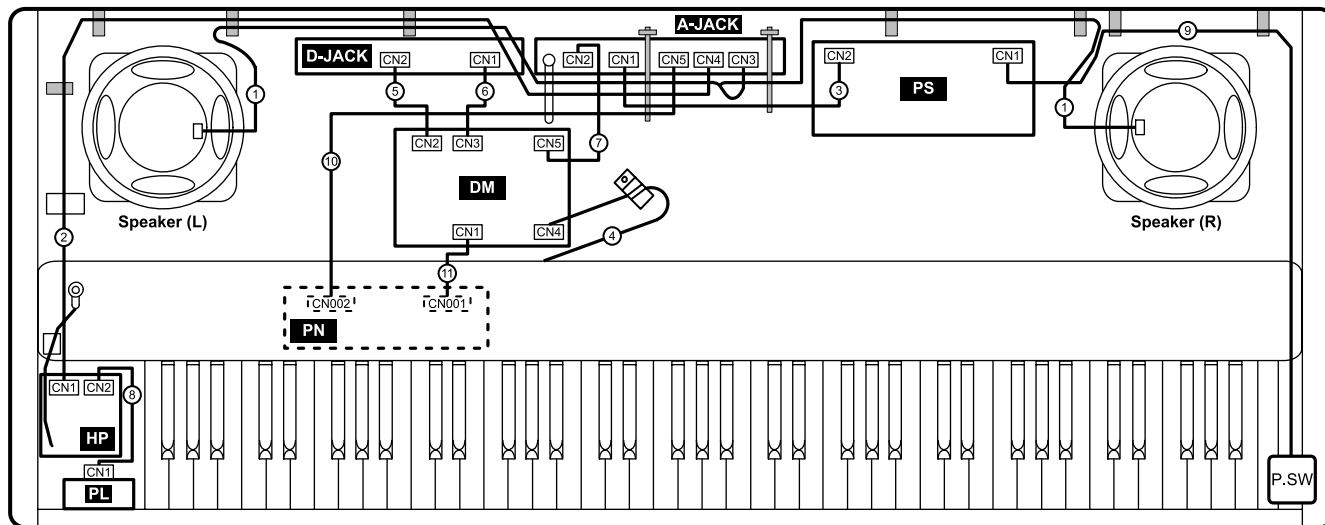 A-JACK
D-JACK
CN2
CN1
CN2
CN1
CN5
CN4
CN3
CN2
CN1
PS
9
1
5
6
3
1
7
CN2
CN3
CN5
10
DM
Speaker (L)
Speaker (R)
2
CN1
CN4
4
11
CN002
CN001
PN
CN1
CN2
8
HP
CN1
PL
P.SW